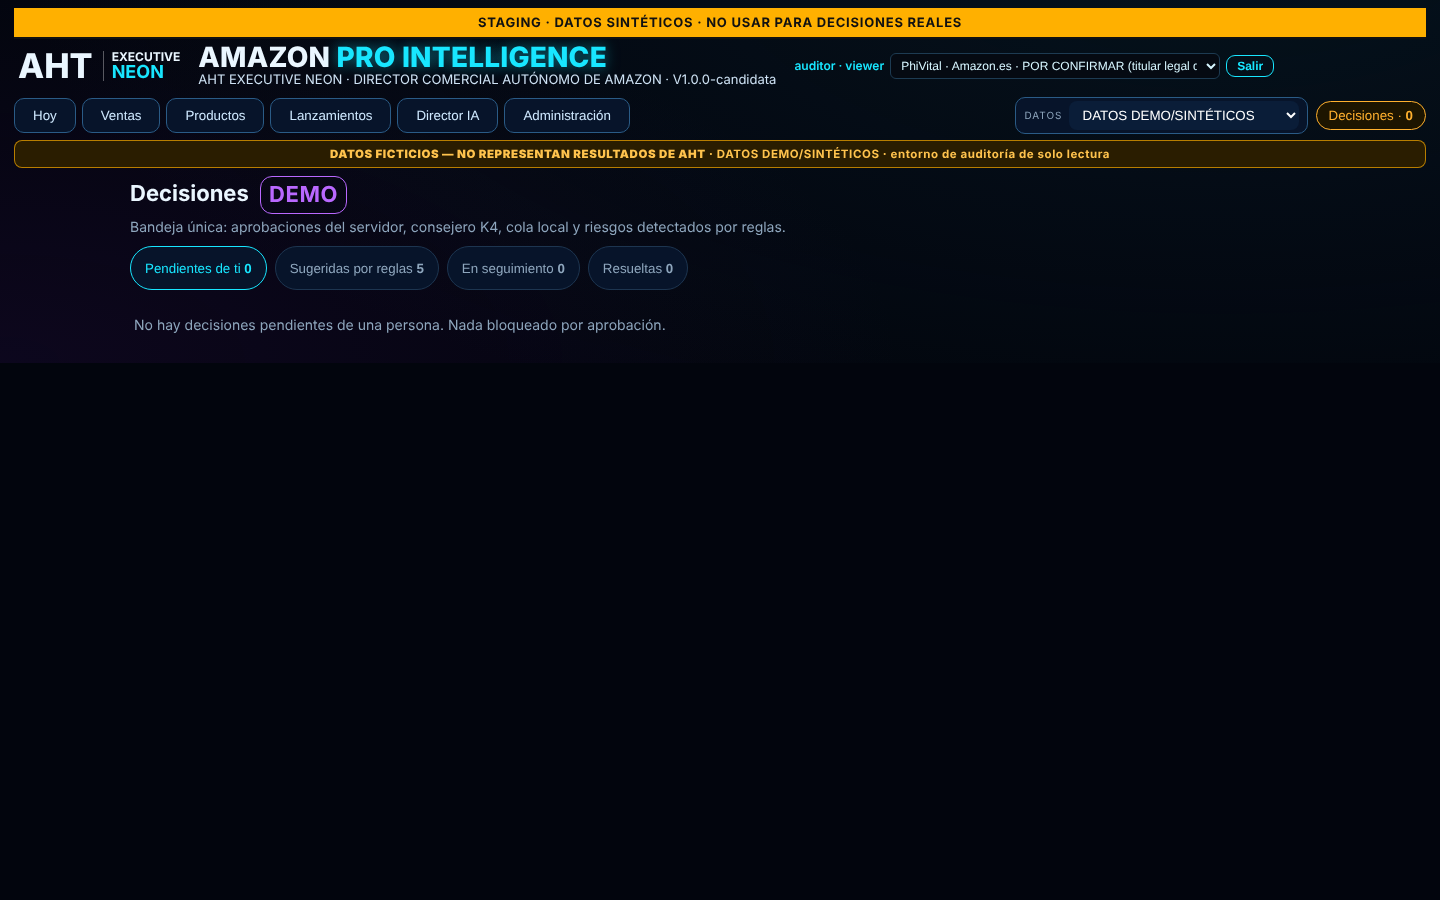 STAGING · DATOS SINTÉTICOS · NO USAR PARA DECISIONES REALES
AHT EXECUTIVE NEON
AMAZON PRO INTELLIGENCE
AHT EXECUTIVE NEON · DIRECTOR COMERCIAL AUTÓNOMO DE AMAZON · V1.0.0-candidata
auditor · viewer
PhiVital · Amazon.es · POR CONFIRMAR (titular legal c
Salir
Hoy
Ventas
Productos
Lanzamientos
Director IA
Administración
DATOS
DATOS DEMO/SINTÉTICOS
Decisiones · 0
DATOS FICTICIOS — NO REPRESENTAN RESULTADOS DE AHT · DATOS DEMO/SINTÉTICOS · entorno de auditoría de solo lectura
Decisiones DEMO
Bandeja única: aprobaciones del servidor, consejero K4, cola local y riesgos detectados por reglas.
Pendientes de ti 0
Sugeridas por reglas 5
En seguimiento 0
Resueltas 0
No hay decisiones pendientes de una persona. Nada bloqueado por aprobación.